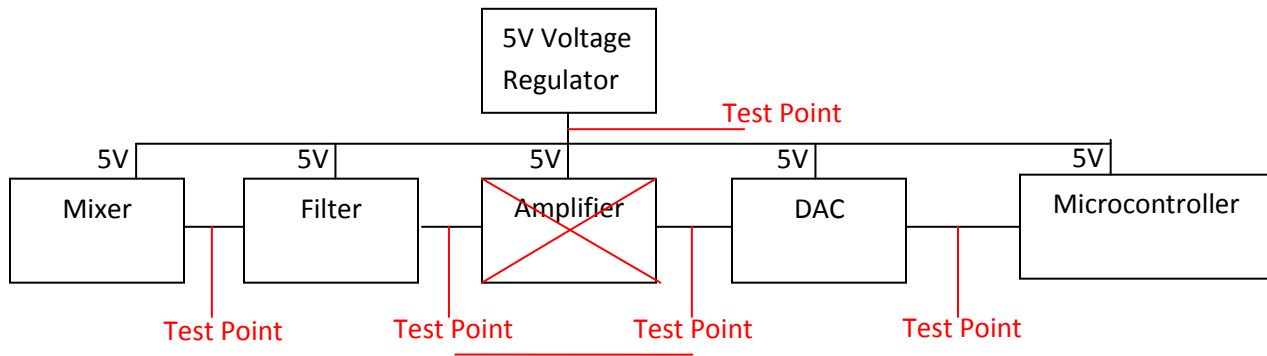 5V Voltage
Regulator
Test Point
5V
5V
5V
5V
5V
Mixer
Filter
Amplifier
DAC
Microcontroller
Test Point
Test Point
Test Point
Test Point